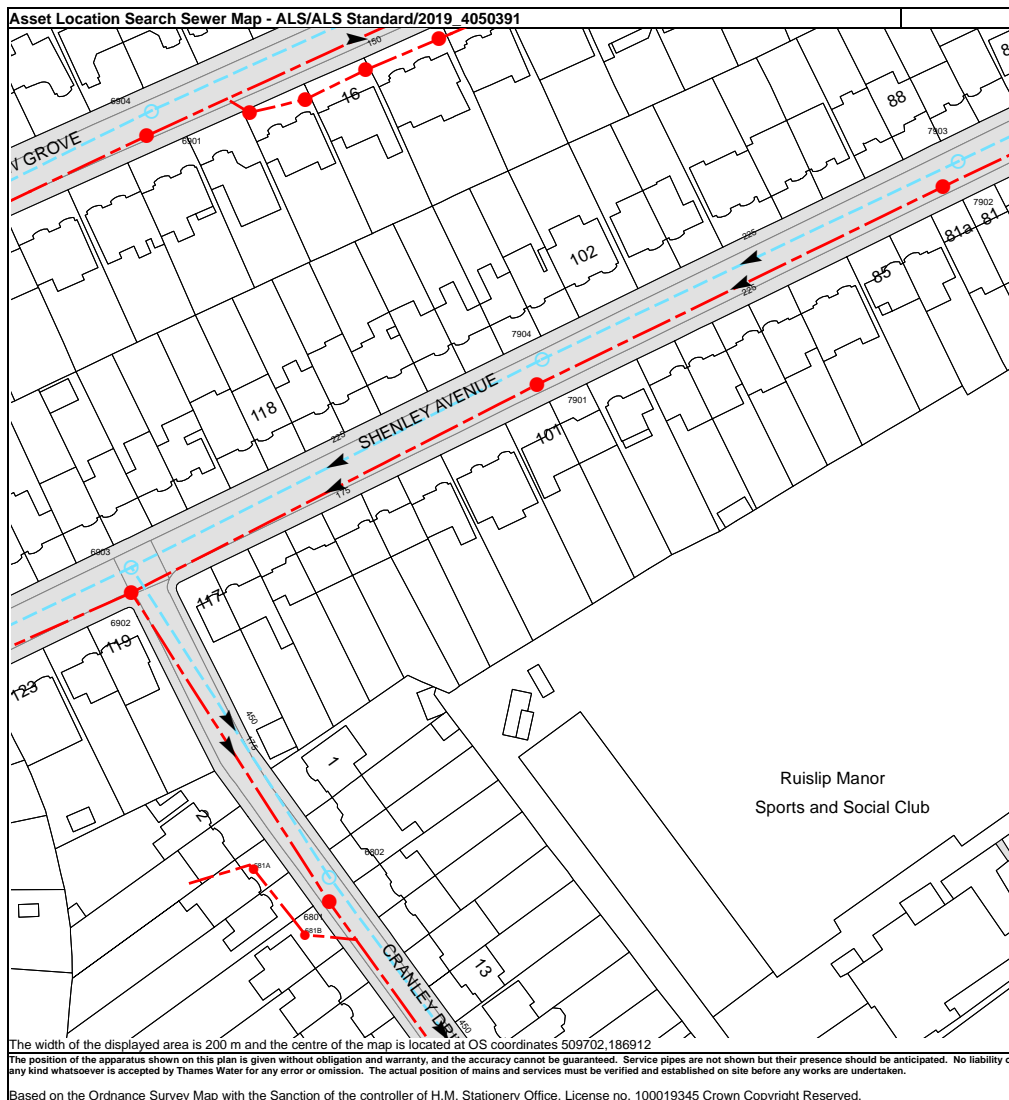 Asset Location Search Sewer Map - ALS/ALS Standard/2019_4050391
150
16
6904
6901
W GROVE
88
8
7903
7902
81
81a
85
225
225
102
7904
7901
101
SHENLEY AVENUE
118
225
175
6903
6902
117
119
123
450
175
1
2
6802
681A
6801
681B
13
CRANLEY DRI
450
Ruislip Manor
Sports and Social Club
The width of the displayed area is 200 m and the centre of the map is located at OS coordinates 509702,186912
The position of the apparatus shown on this plan is given without obligation and warranty, and the accuracy cannot be guaranteed. Service pipes are not shown but their presence should be anticipated. No liability of
any kind whatsoever is accepted by Thames Water for any error or omission. The actual position of mains and services must be verified and established on site before any works are undertaken.
Based on the Ordnance Survey Map with the Sanction of the controller of H.M. Stationery Office, License no. 100019345 Crown Copyright Reserved.